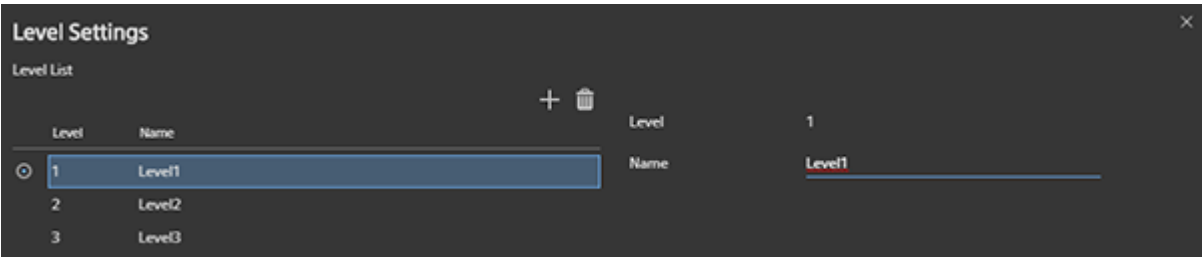 Level Settings
Level List
Level Name
1 Level1
2 Level2
3 Level3
Level 1
Name Level1